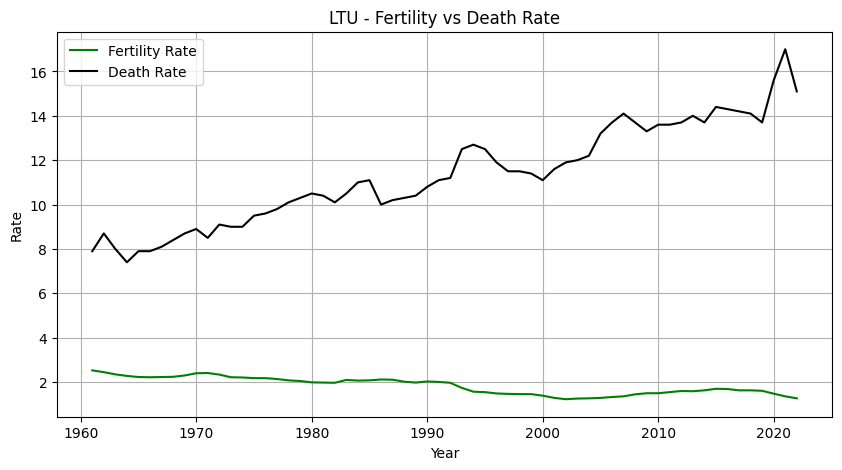 LTU - Fertility vs Death Rate
Fertility Rate
Death Rate
16
14
12
10
8
6
4
2
Rate
1960 1970 1980 1990 2000 2010 2020
Year